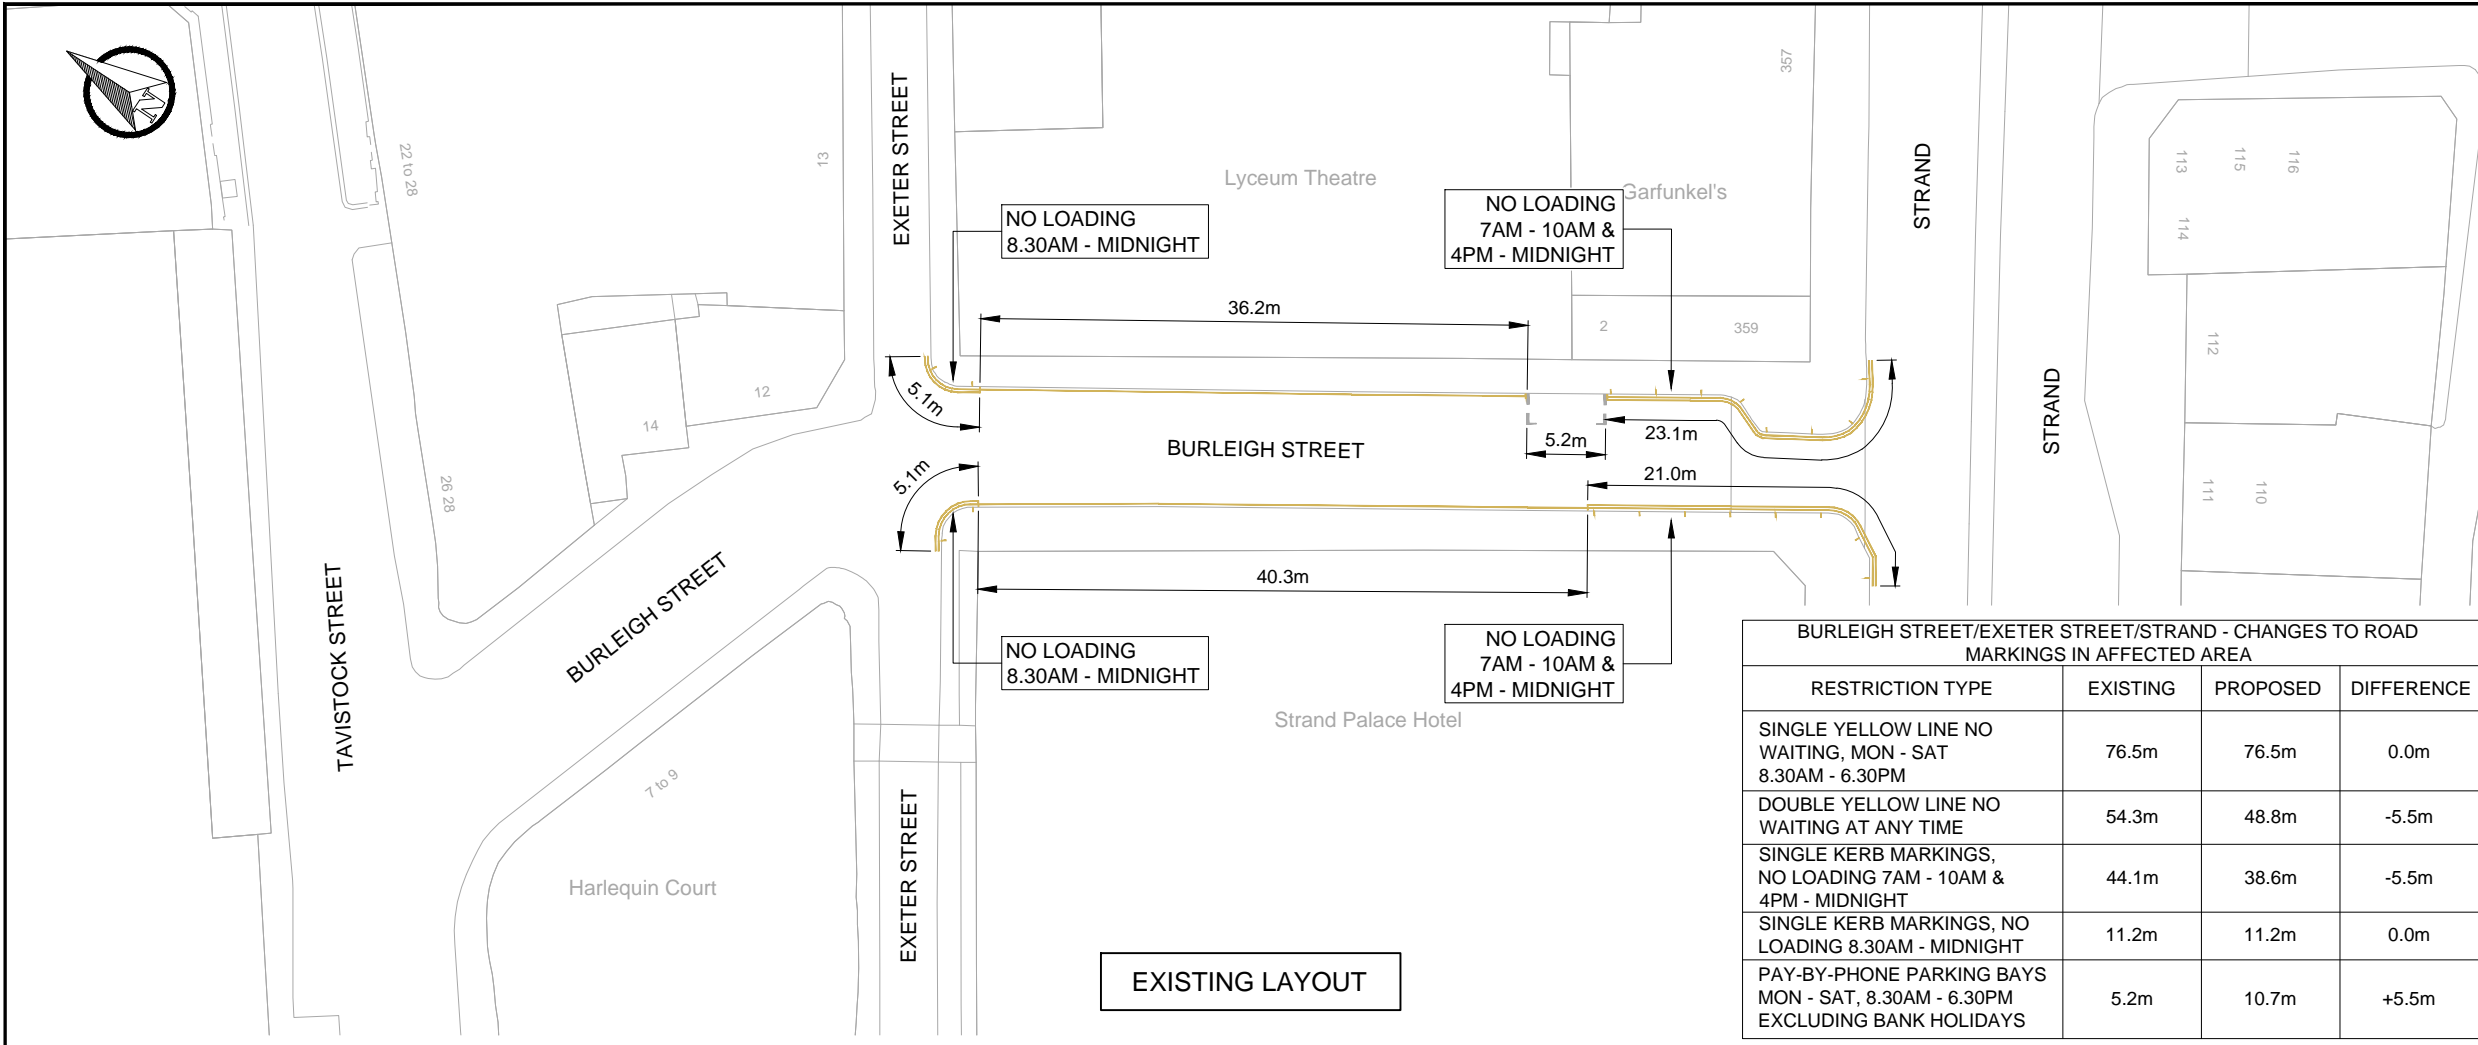 N
EXETER STREET
357
22 to 28
13
Lyceum Theatre
Garfunkel's
STRAND
113
115
116
114
NO LOADING
8.30AM - MIDNIGHT
NO LOADING
7AM - 10AM &
4PM - MIDNIGHT
36.2m
2
359
112
5.1m
12
14
BURLEIGH STREET
5.2m
23.1m
STRAND
5.1m
21.0m
26 28
111
110
40.3m
TAVISTOCK STREET
BURLEIGH STREET
NO LOADING
8.30AM - MIDNIGHT
NO LOADING
7AM - 10AM &
4PM - MIDNIGHT
Strand Palace Hotel
7 to 9
Harlequin Court
EXETER STREET
EXISTING LAYOUT
BURLEIGH STREET/EXETER STREET/STRAND - CHANGES TO ROAD
MARKINGS IN AFFECTED AREA
RESTRICTION TYPE EXISTING PROPOSED DIFFERENCE
SINGLE YELLOW LINE NO
WAITING, MON - SAT 76.5m 76.5m 0.0m
8.30AM - 6.30PM
DOUBLE YELLOW LINE NO
WAITING AT ANY TIME 54.3m 48.8m -5.5m
SINGLE KERB MARKINGS,
NO LOADING 7AM - 10AM & 44.1m 38.6m -5.5m
4PM - MIDNIGHT
SINGLE KERB MARKINGS, NO
LOADING 8.30AM - MIDNIGHT 11.2m 11.2m 0.0m
PAY-BY-PHONE PARKING BAYS
MON - SAT, 8.30AM - 6.30PM 5.2m 10.7m +5.5m
EXCLUDING BANK HOLIDAYS